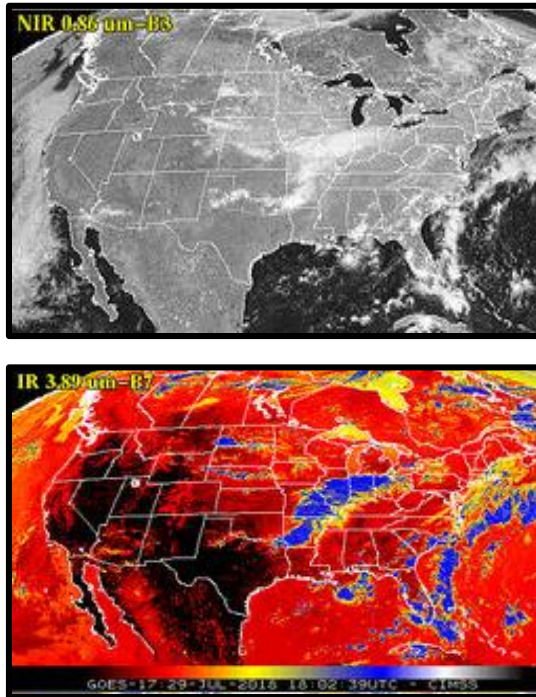 NIR 0.86 um-B3
IR 3.89 um-B7
GOES-17:29-JUL-2018 18:02:39UTC - CIMSS